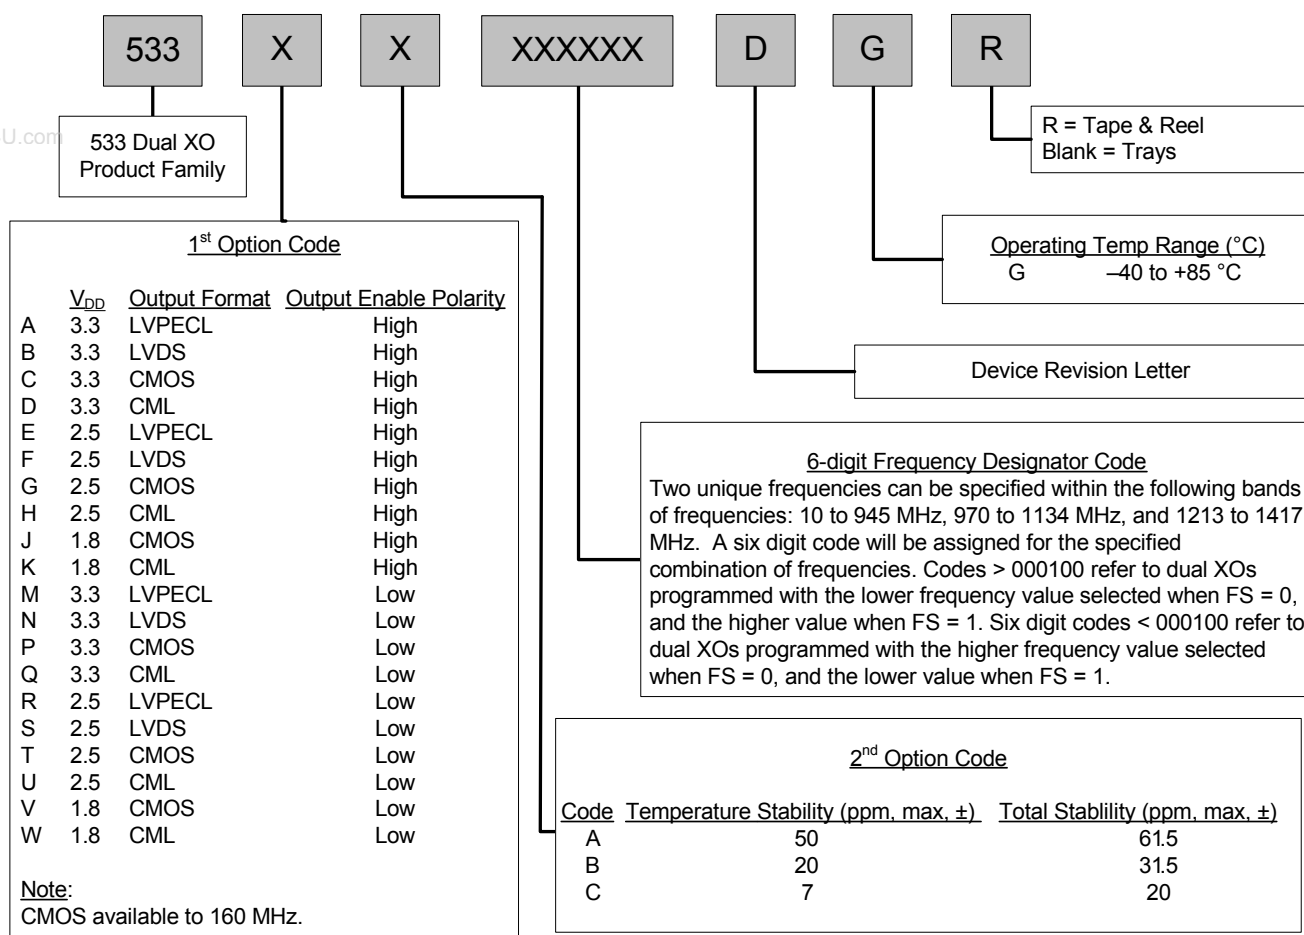 533 X X XXXXXX D G R
U.com
533 Dual XO
Product Family
R = Tape & Reel
Blank = Trays
Operating Temp Range (°C)
G –40 to +85 °C
Device Revision Letter
1st Option Code
VDD Output Format Output Enable Polarity
A 3.3 LVPECL High
B 3.3 LVDS High
C 3.3 CMOS High
D 3.3 CML High
E 2.5 LVPECL High
F 2.5 LVDS High
G 2.5 CMOS High
H 2.5 CML High
J 1.8 CMOS High
K 1.8 CML High
M 3.3 LVPECL Low
N 3.3 LVDS Low
P 3.3 CMOS Low
Q 3.3 CML Low
R 2.5 LVPECL Low
S 2.5 LVDS Low
T 2.5 CMOS Low
U 2.5 CML Low
V 1.8 CMOS Low
W 1.8 CML Low
Note:
CMOS available to 160 MHz.
6-digit Frequency Designator Code
Two unique frequencies can be specified within the following bands
of frequencies: 10 to 945 MHz, 970 to 1134 MHz, and 1213 to 1417
MHz. A six digit code will be assigned for the specified
combination of frequencies. Codes > 000100 refer to dual XOs
programmed with the lower frequency value selected when FS = 0,
and the higher value when FS = 1. Six digit codes < 000100 refer to
dual XOs programmed with the higher frequency value selected
when FS = 0, and the lower value when FS = 1.
2nd Option Code
Code Temperature Stability (ppm, max, ±) Total Stablility (ppm, max, ±)
A 50 61.5
B 20 31.5
C 7 20